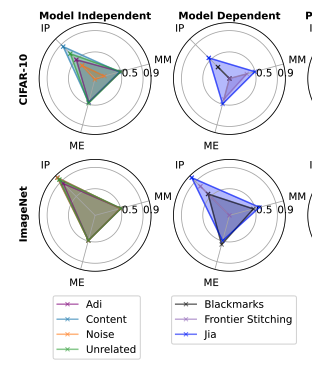 Model Independent Model Dependent P
CIFAR-10
IP MM 0.5 0.9 ME
IP MM 0.5 0.9 ME
ImageNet
IP MM 0.5 0.9 ME
IP MM 0.5 0.9 ME
Adi
Content
Noise
Unrelated
Blackmarks
Frontier Stitching
Jia